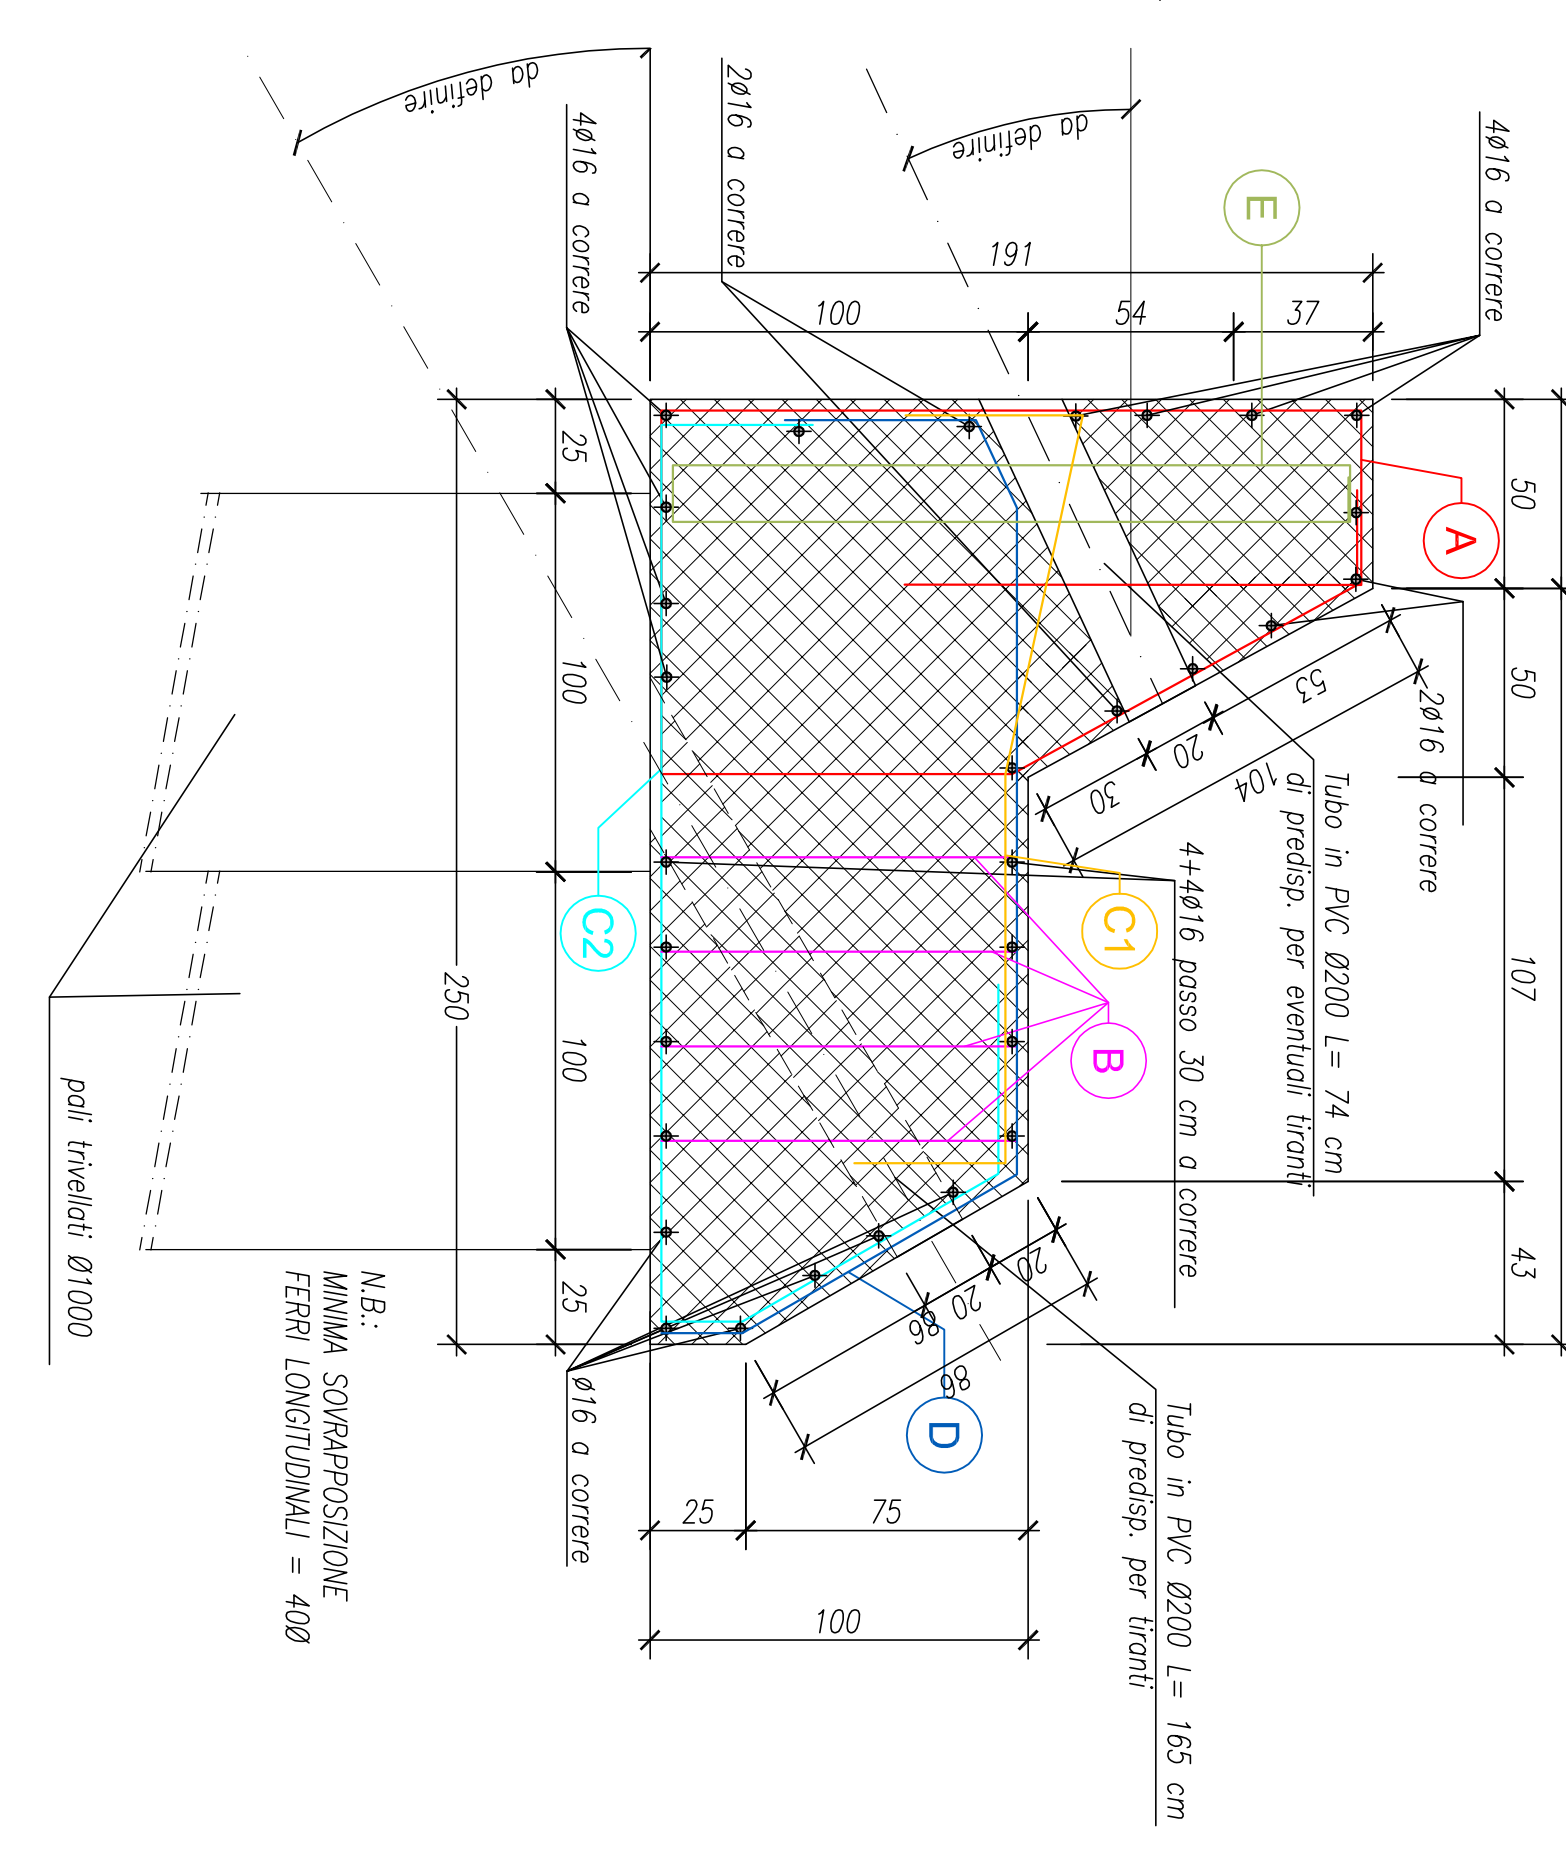 4ø16 a correre
2ø16 a correre
4ø16 a correre
da definire
da definire
E
191
100
54
37
A
50
50
107
43
53
20
30
104
2ø16 a correre
Tubo in PVC Ø200 L= 74 cm
di predisp. per eventuali tiranti
4+4ø16 passo 30 cm a correre
C1
B
C2
25
100
100
25
250
pali trivellati Ø1000
20
20
86
86
D
Tubo in PVC Ø200 L= 165 cm
di predisp. per tiranti
ø16 a correre
25
75
100
N.B.:
MINIMA SOVRAPPOSIZIONE
FERRI LONGITUDINALI = 40Ø